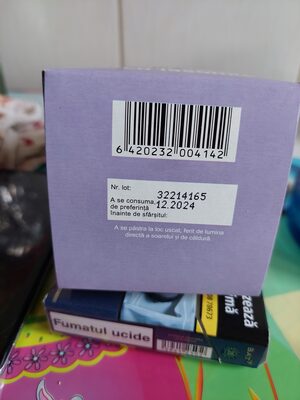 6 420232 004142
Nr. lot: 32214165
A se consuma, 12.2024
de preferință
înainte de sfârșitul:
A se păstra la loc uscat, ferit de lumina
directă a soarelui și de căldură
Fumatul ucide